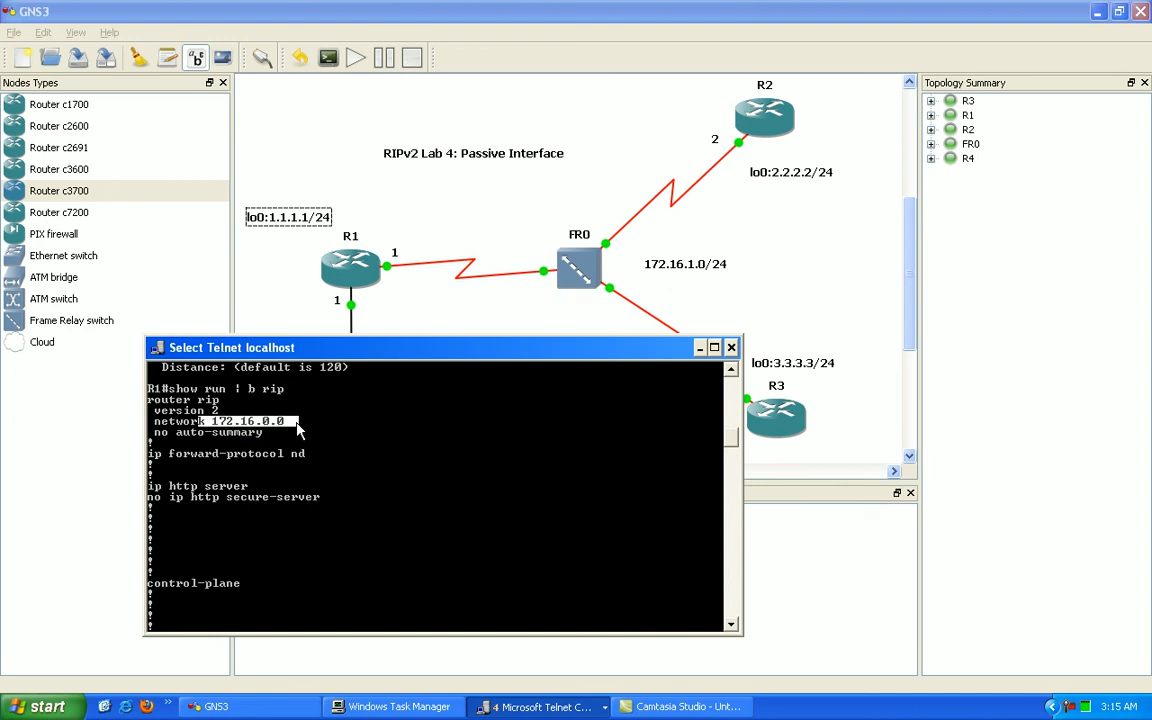 GNS3
File Edit View Help
Nodes Types
Router c1700
Router c2600
Router c2691
Router c3600
Router c3700
Router c7200
PIX firewall
Ethernet switch
ATM bridge
ATM switch
Frame Relay switch
Cloud
RIPv2 Lab 4: Passive Interface
R2
2
lo0:2.2.2.2/24
lo0:1.1.1.1/24
R1
1
1
FR0
172.16.1.0/24
lo0:3.3.3.3/24
R3
Topology Summary
R3
R1
R2
FR0
R4
Select Telnet localhost
Distance: (default is 120)
R1#show run | b rip
router rip
version 2
network 172.16.0.0
no auto-summary
!
ip forward-protocol nd
!
!
ip http server
no ip http secure-server
!
!
!
!
!
!
!
control-plane
!
!
!
!
start
GNS3
Windows Task Manager
4 Microsoft Telnet C...
Camtasia Studio - Unt...
3:15 AM